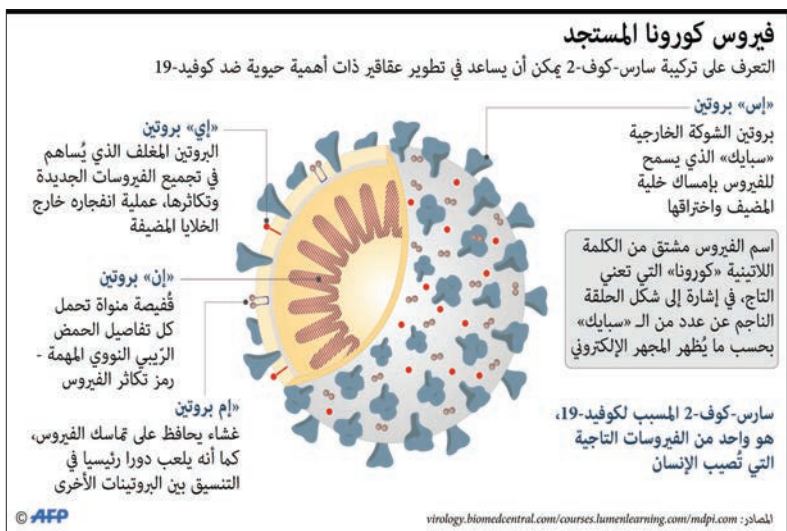 فيروس كورونا المستجد
التعرف على تركيبة سارس-كوف-2 يمكن أن يساعد في تطوير عقاقير ذات أهمية حيوية ضد كوفيد-19
«إس» بروتين
بروتين الشوكة الخارجية
«سبايك» الذي يسمح
للفيروس بإمساك خلية
المضيف واختراقها
اسم الفيروس مشتق من الكلمة
اللاتينية «كورونا» التي تعني
التاج، في إشارة إلى شكل الحلقة
الناجم عن عدد من الـ «سبايك»
بحسب ما يُظهر المجهر الإلكتروني
سارس-كوف-2 المسبب لكوفيد-19،
هو واحد من الفيروسات التاجية
التي تُصيب الإنسان
«إي» بروتين
البروتين المغلف الذي يُساهم
في تجميع الفيروسات الجديدة
وتكاثرها، عملية انفجاره خارج
الخلايا المضيفة
«إن» بروتين
قُفيصة منواة تحمل
كل تفاصيل الحمض
الرّيبي النووي المهمة -
رمز تكاثر الفيروس
«إم بروتين
غشاء يحافظ على تماسك الفيروس،
كما أنه يلعب دورا رئيسيا في
التنسيق بين البروتينات الأخرى
المصادر: virology.biomedcentral.com/courses.lumenlearning.com/mdpi.com
© AFP